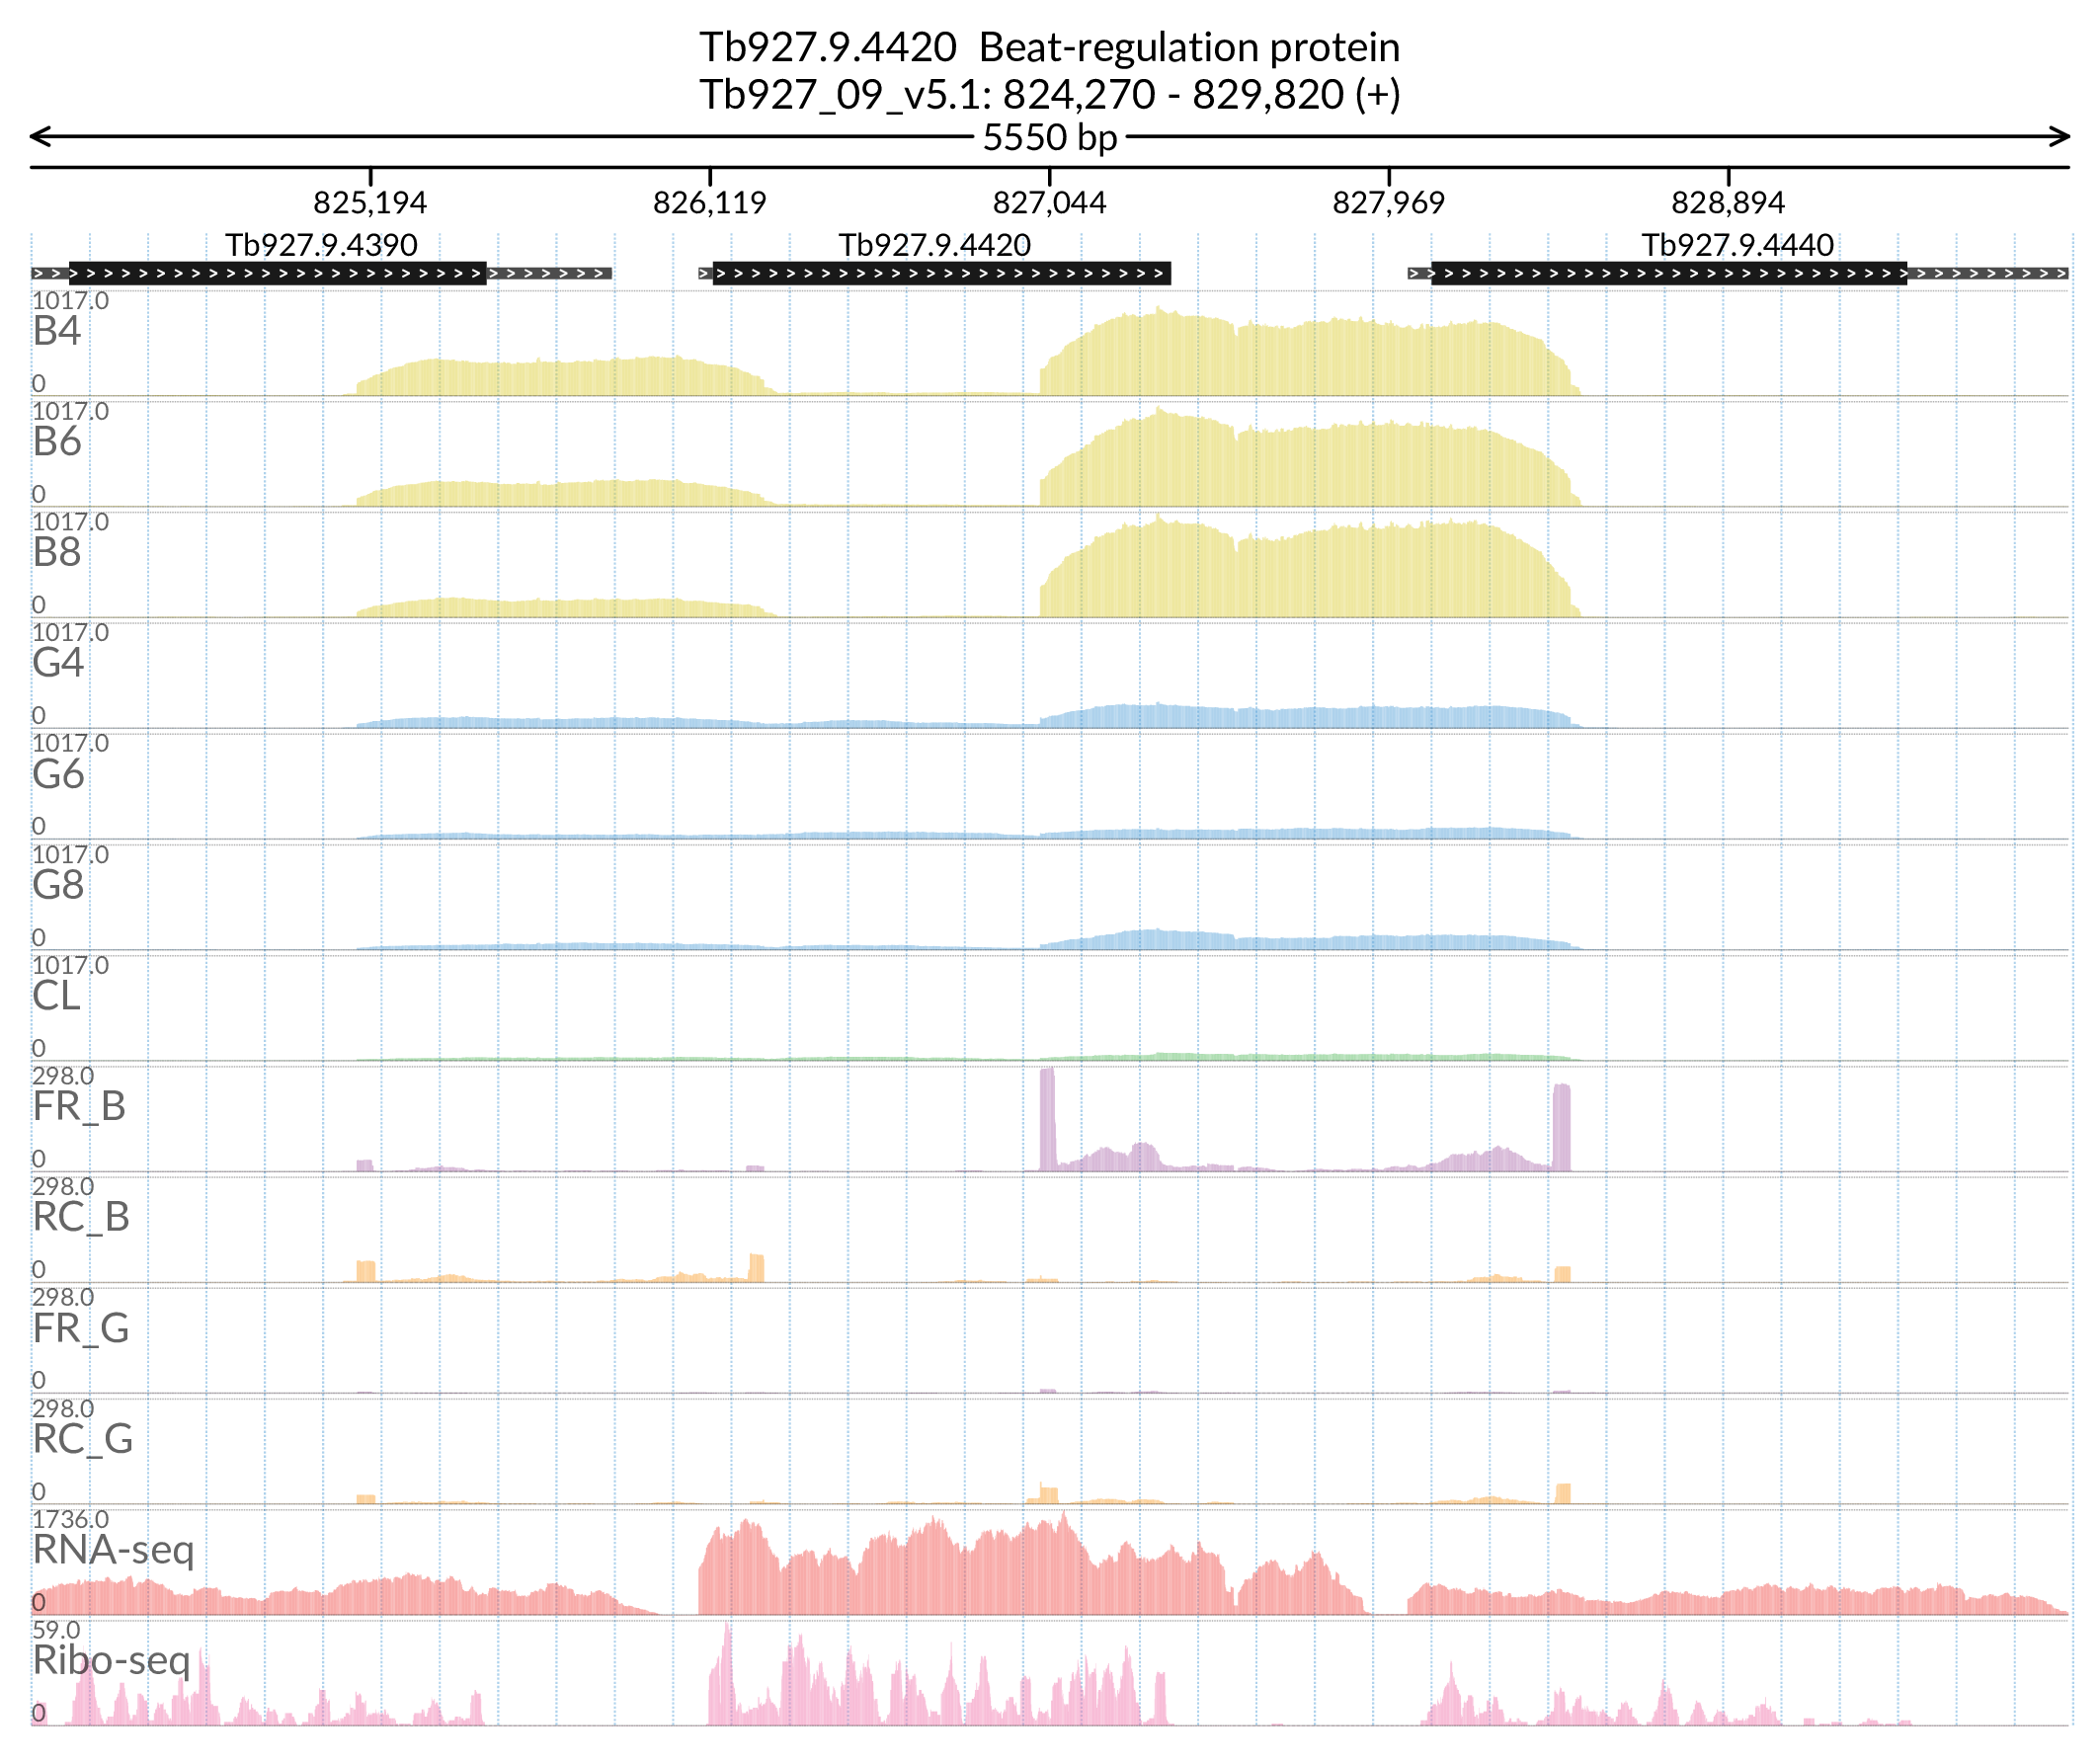 Tb927.9.4420 Beat-regulation protein
Tb927_09_v5.1: 824,270 - 829,820 (+)
5550 bp
825,194 826,119 827,044 827,969 828,894
Tb927.9.4390 Tb927.9.4420 Tb927.9.4440
1017.0
B4
0
1017.0
B6
0
1017.0
B8
0
1017.0
G4
0
1017.0
G6
0
1017.0
G8
0
1017.0
CL
0
298.0
FR_B
0
298.0
RC_B
0
298.0
FR_G
0
298.0
RC_G
0
1736.0
RNA-seq
0
59.0
Ribo-seq
0